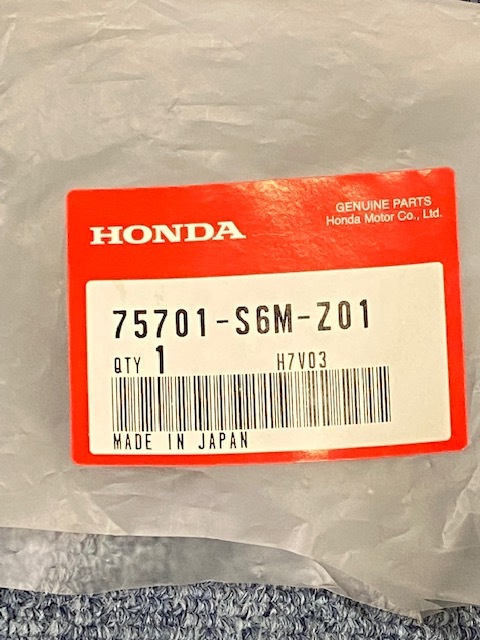 GENUINE PARTS
Honda Motor Co., Ltd.
HONDA
75701-S6M-Z01
QTY 1 H7V03
MADE IN JAPAN